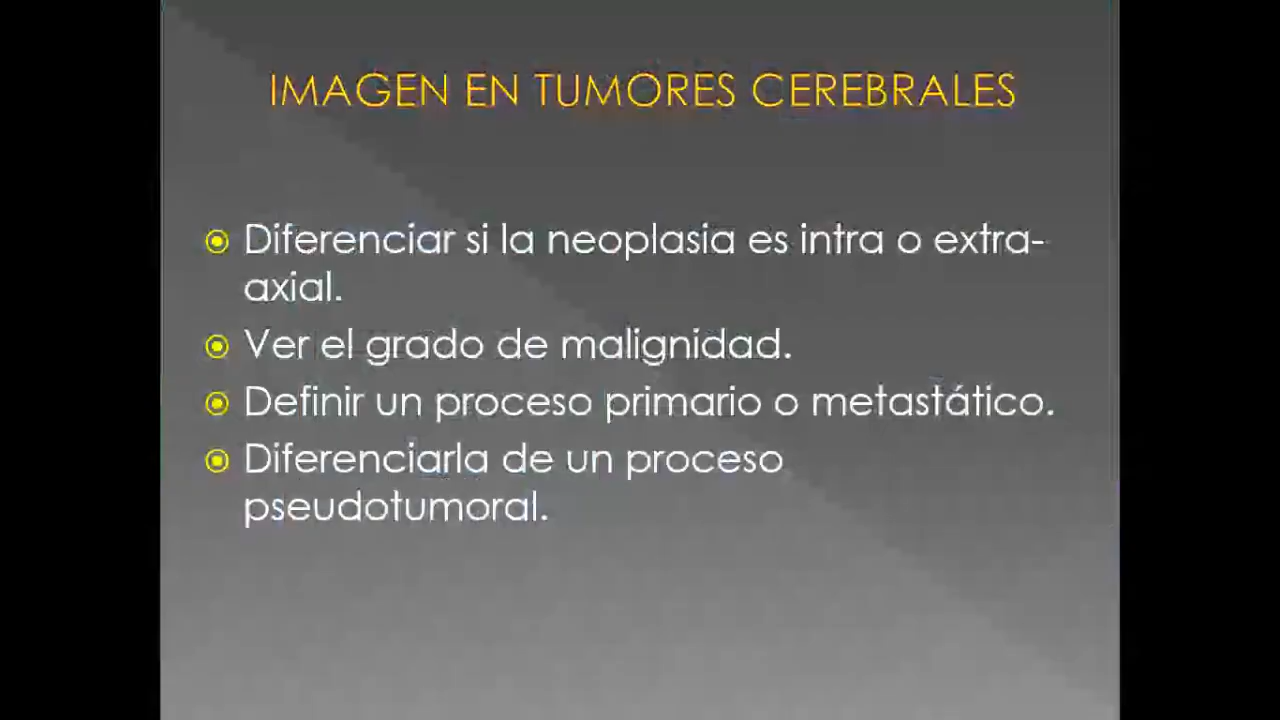 IMAGEN EN TUMORES CEREBRALES
Diferenciar si la neoplasia es intra o extra-
axial.
Ver el grado de malignidad.
Definir un proceso primario o metastático.
Diferenciarla de un proceso
pseudotumoral.